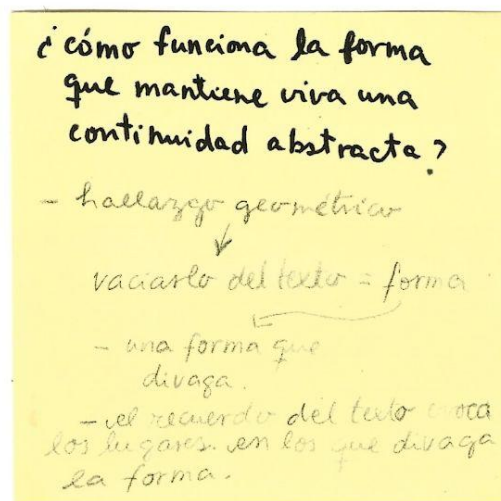 ¿cómo funciona la forma
que mantiene viva una
continuidad abstracta?
- hallazgo geométrico
vaciarlo del texto = forma
- una forma que
divaga.
- el recuerdo del texto evoca
los lugares en los que divaga
la forma.